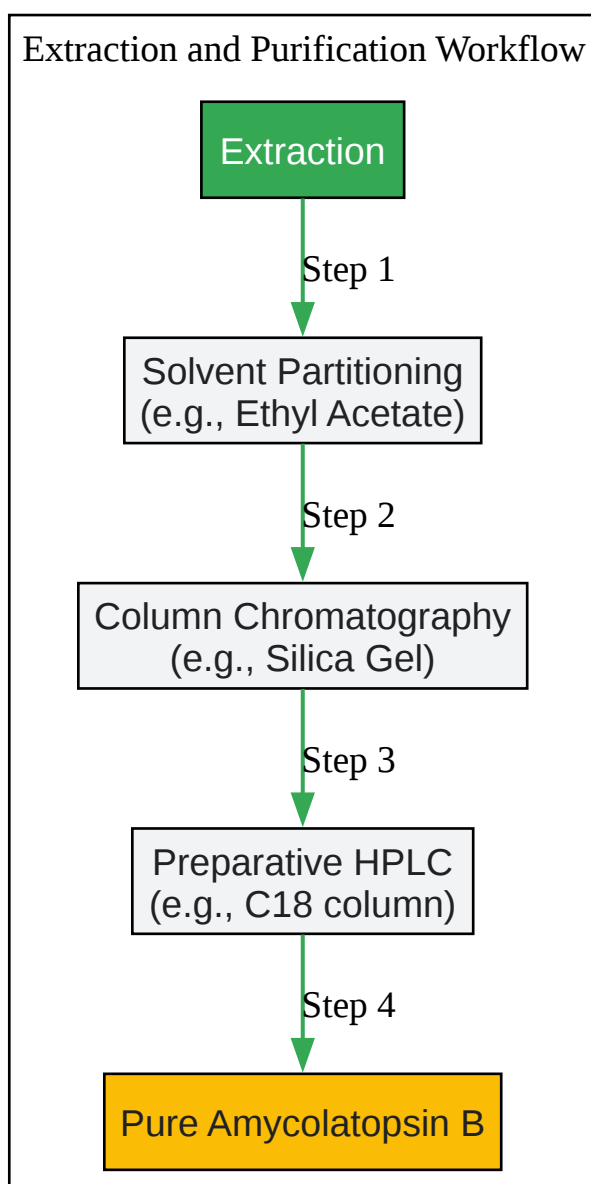 Extraction and Purification Workflow
Extraction
Step 1
Solvent Partitioning
(e.g., Ethyl Acetate)
Step 2
Column Chromatography
(e.g., Silica Gel)
Step 3
Preparative HPLC
(e.g., C18 column)
Step 4
Pure Amycolatopsin B